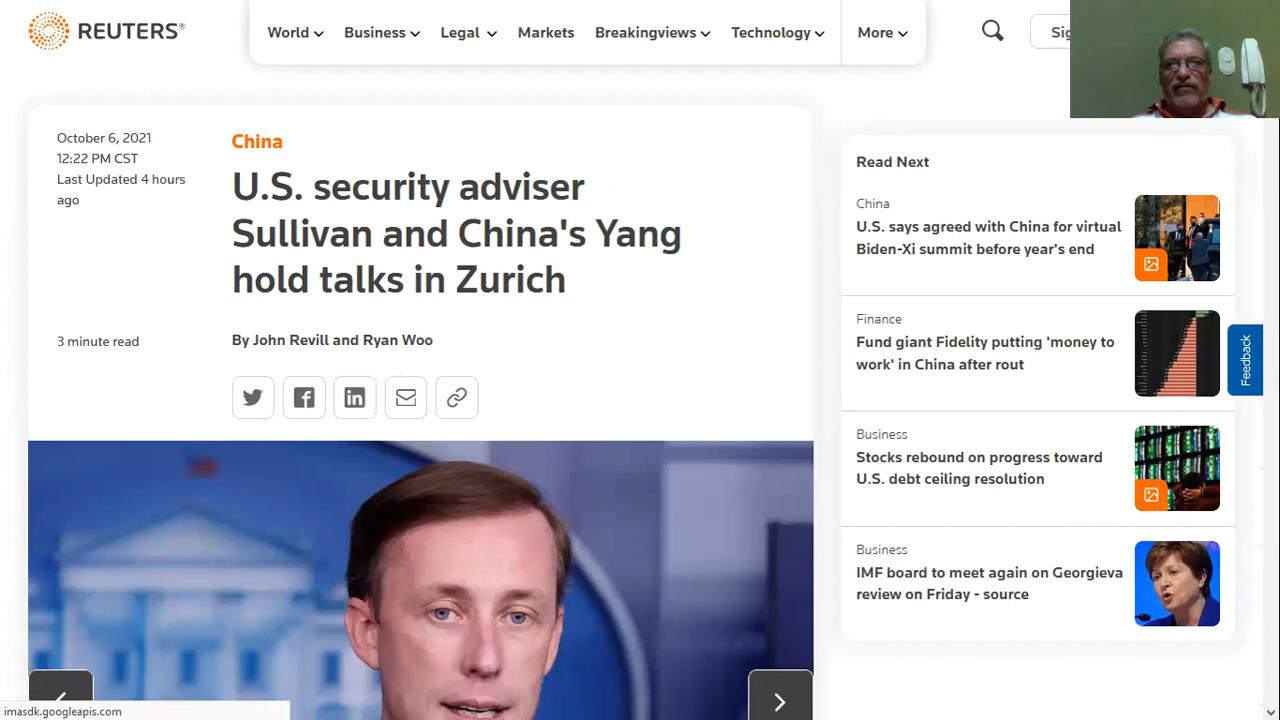 REUTERS®
World
Business
Legal
Markets
Breakingviews
Technology
More
October 6, 2021
12:22 PM CST
Last Updated 4 hours
ago
China
U.S. security adviser
Sullivan and China's Yang
hold talks in Zurich
3 minute read
By John Revill and Ryan Woo
Read Next
China
U.S. says agreed with China for virtual
Biden-Xi summit before year's end
Finance
Fund giant Fidelity putting 'money to
work' in China after rout
Business
Stocks rebound on progress toward
U.S. debt ceiling resolution
Business
IMF board to meet again on Georgieva
review on Friday - source
Feedback
imasdk.googleapis.com